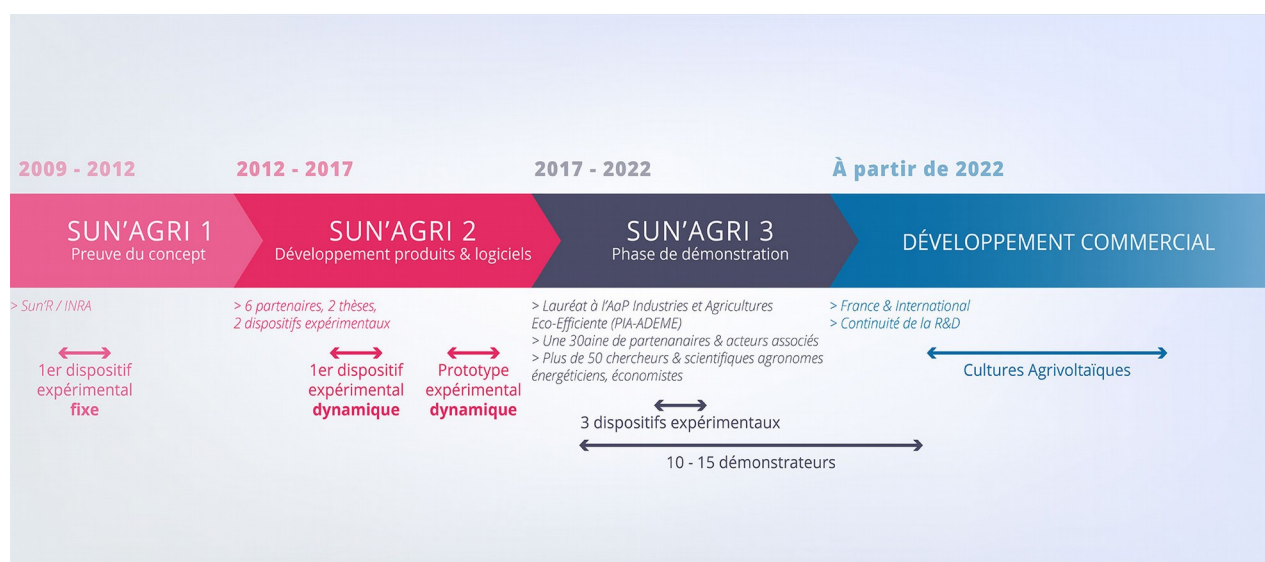 2009 - 2012
2012 - 2017
2017 - 2022
À partir de 2022
SUN'AGRI 1
Preuve du concept
SUN'AGRI 2
Développement produits & logiciels
SUN'AGRI 3
Phase de démonstration
DÉVELOPPEMENT COMMERCIAL
> Sun'R / INRA
1er dispositif
expérimental
fixe
> 6 partenaires, 2 thèses,
2 dispositifs expérimentaux
1er dispositif
expérimental
dynamique
Prototype
expérimental
dynamique
> Lauréat à l'AaP Industries et Agricultures
Eco-Efficiente (PIA-ADEME)
> Une 30aine de partenanaires & acteurs associés
> Plus de 50 chercheurs & scientifiques agronomes
énergéticiens, économistes
3 dispositifs expérimentaux
10 - 15 démonstrateurs
> France & International
> Continuité de la R&D
Cultures Agrivoltaïques